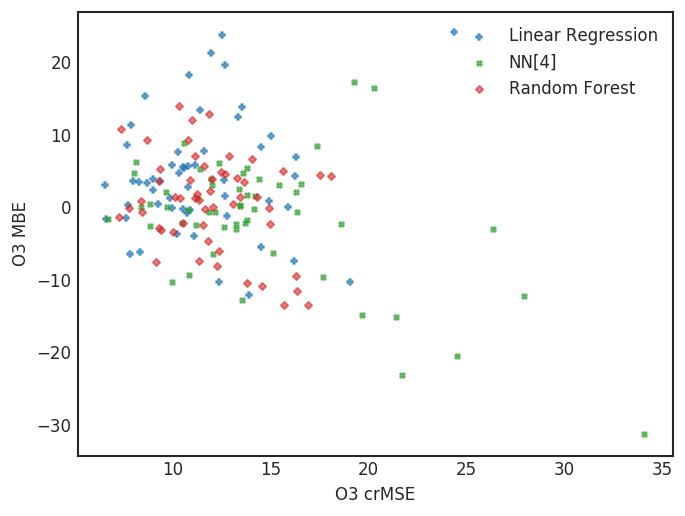 Linear Regression
NN[4]
Random Forest
20
10
0
−10
−20
−30
O3 MBE
10 15 20 25 30 35
O3 crMSE